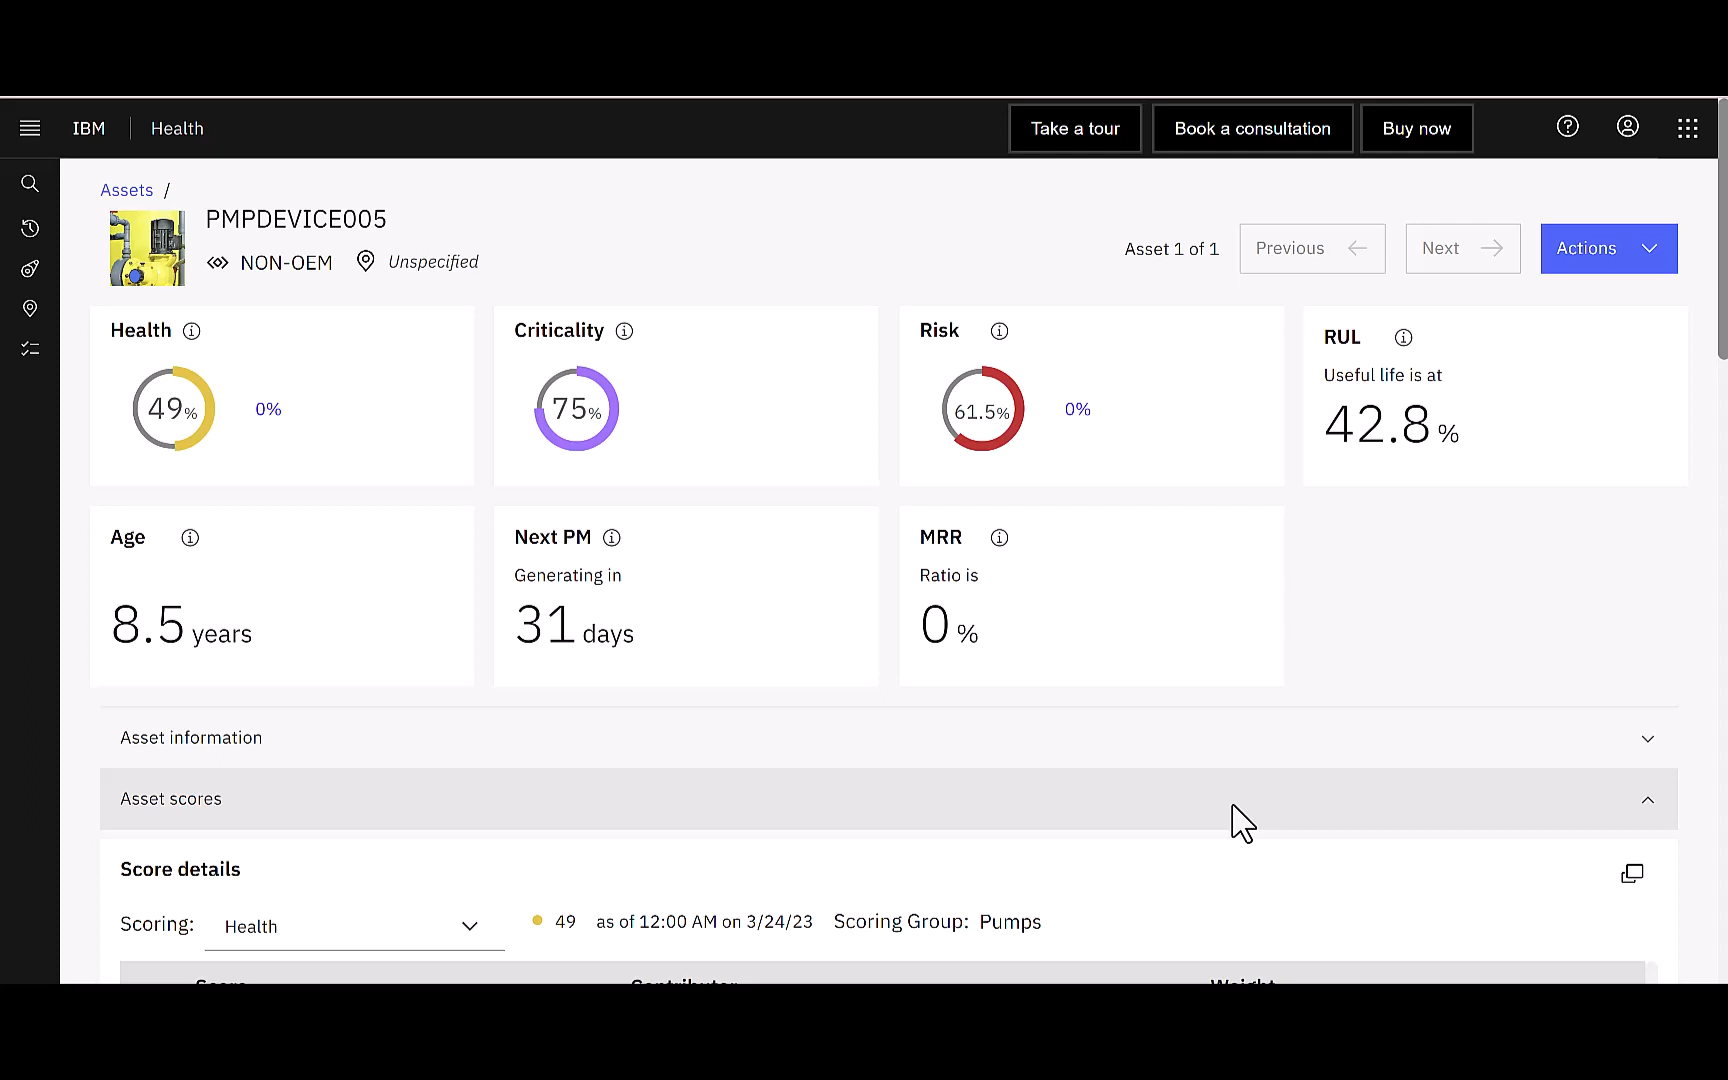 IBM Health Take a tour Book a consultation Buy now
Assets /
PMPDEVICE005
NON-OEM Unspecified
Asset 1 of 1 Previous Next Actions
Health Criticality Risk RUL
Useful life is at
49% 0% 75% 61.5% 0% 42.8 %
Age Next PM MRR
Generating in Ratio is
8.5 years 31 days 0 %
Asset information
Asset scores
Score details
Scoring: Health 49 as of 12:00 AM on 3/24/23 Scoring Group: Pumps
Score Contributor Weight